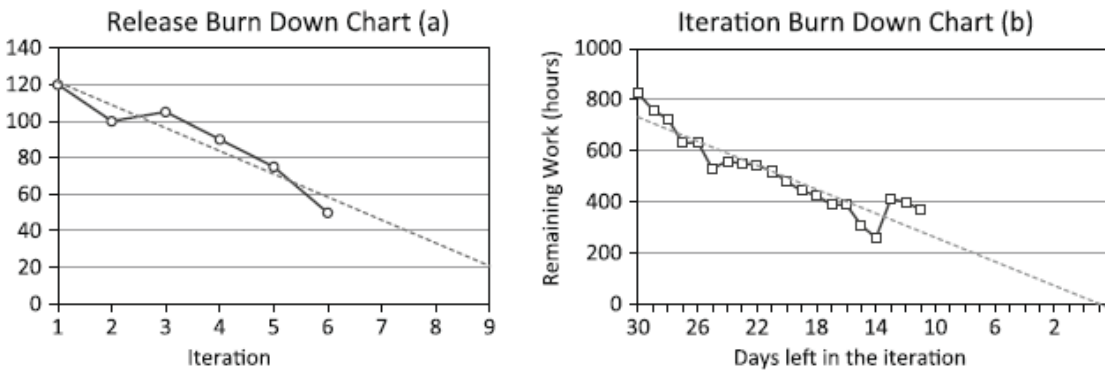 Release Burn Down Chart (a)
140
120
100
80
60
40
20
0
1 2 3 4 5 6 7 8 9
Iteration
Iteration Burn Down Chart (b)
Remaining Work (hours)
1000
800
600
400
200
0
30 26 22 18 14 10 6 2
Days left in the iteration